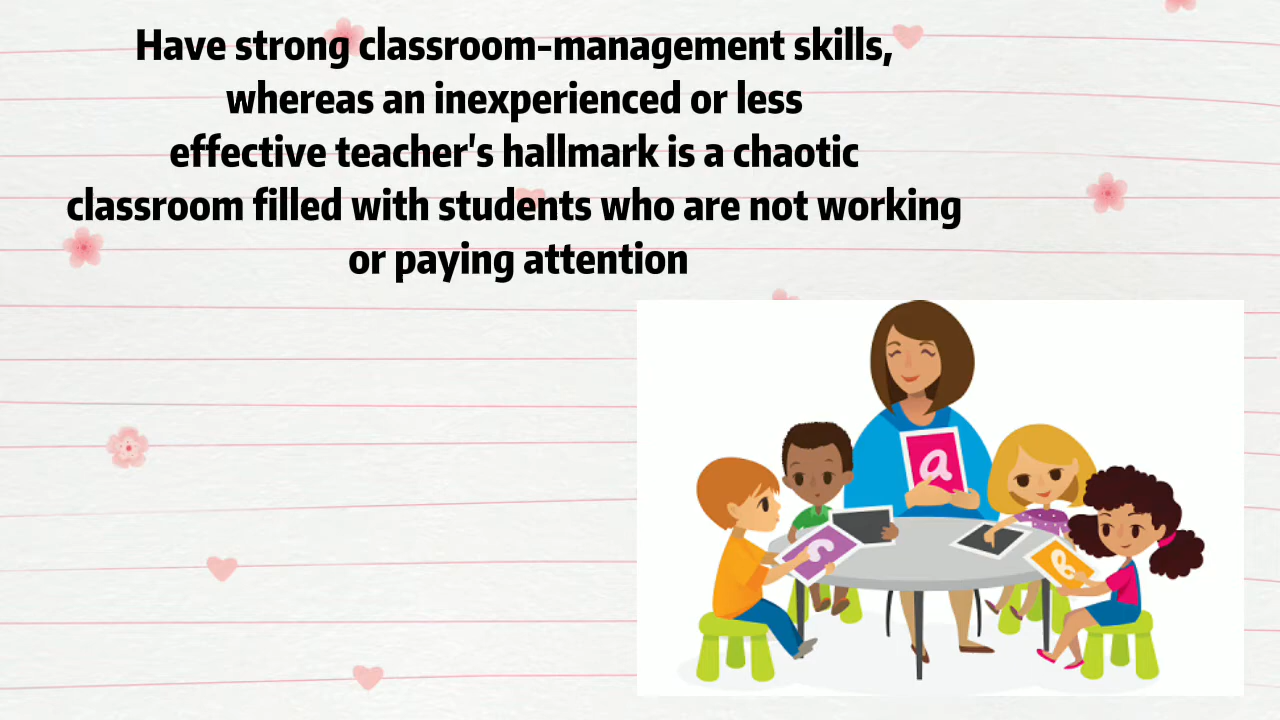 Have strong classroom-management skills,
whereas an inexperienced or less
effective teacher's hallmark is a chaotic
classroom filled with students who are not working
or paying attention
a